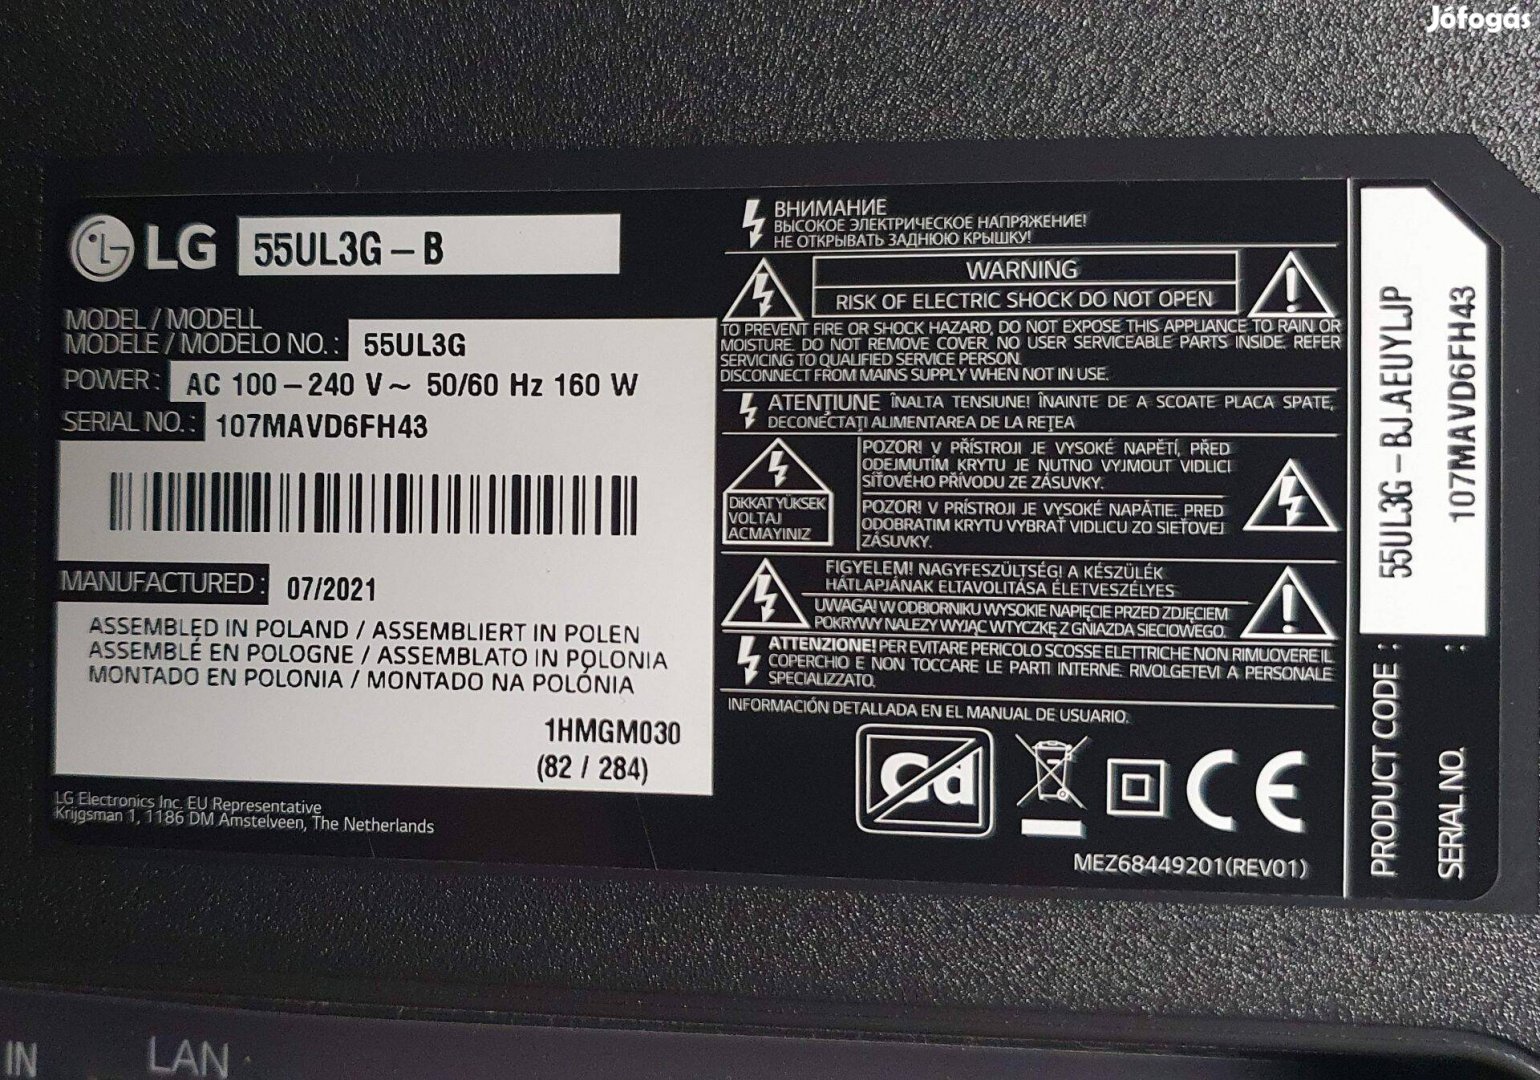 Jófogás
LG 55UL3G – B
MODEL / MODELL
MODELE / MODELO NO. : 55UL3G
POWER : AC 100 – 240 V ~ 50/60 Hz 160 W
SERIAL NO. : 107MAVD6FH43
MANUFACTURED : 07/2021
ASSEMBLED IN POLAND / ASSEMBLIERT IN POLEN
ASSEMBLÉ EN POLOGNE / ASSEMBLATO IN POLONIA
MONTADO EN POLONIA / MONTADO NA POLÓNIA
1HMGM030
(82 / 284)
LG Electronics Inc. EU Representative
Krijgsman 1, 1186 DM Amstelveen, The Netherlands
ВНИМАНИЕ
ВЫСОКОЕ ЭЛЕКТРИЧЕСКОЕ НАПРЯЖЕНИЕ!
НЕ ОТКРЫВАТЬ ЗАДНЮЮ КРЫШКУ!
WARNING
RISK OF ELECTRIC SHOCK DO NOT OPEN
TO PREVENT FIRE OR SHOCK HAZARD, DO NOT EXPOSE THIS APPLIANCE TO RAIN OR
MOISTURE. DO NOT REMOVE COVER. NO USER SERVICEABLE PARTS INSIDE. REFER
SERVICING TO QUALIFIED SERVICE PERSON.
DISCONNECT FROM MAINS SUPPLY WHEN NOT IN USE.
ATENŢIUNE ÎNALTA TENSIUNE! ÎNAINTE DE A SCOATE PLACA SPATE,
DECONECTAŢI ALIMENTAREA DE LA REŢEA
DİKKAT YÜKSEK
VOLTAJ
ACMAYINIZ
POZOR! V PŘÍSTROJI JE VYSOKÉ NAPĚTÍ, PŘED
ODEJMUTÍM KRYTU JE NUTNO VYJMOUT VIDLICI
SÍŤOVÉHO PŘÍVODU ZE ZÁSUVKY.
POZOR! V PRÍSTROJI JE VYSOKÉ NAPÄTIE. PRED
ODOBRATIM KRYTU VYBRAŤ VIDLICU ZO SIEŤOVEJ
ZÁSUVKY.
FIGYELEM! NAGYFESZÜLTSÉG! A KÉSZÜLÉK
HÁTLAPJÁNAK ELTAVOLITÁSA ÉLETVESZÉLYES
UWAGA! W ODBIORNIKU WYSOKIE NAPIĘCIE PRZED ZDJĘCIEM
POKRYWY NALEŻY WYJĄĆ WTYCZKĘ Z GNIAZDA SIECIOWEGO.
ATTENZIONE! PER EVITARE PERICOLO SCOSSE ELETTRICHE NON RIMUOVERE IL
COPERCHIO E NON TOCCARE LE PARTI INTERNE. RIVOLGETEVI A PERSONALE
SPECIALIZZATO.
INFORMACIÓN DETALLADA EN EL MANUAL DE USUARIO.
Cd
CE
MEZ68449201(REV01)
PRODUCT CODE : 55UL3G – BJ.AEUYLJP
SERIAL NO. : 107MAVD6FH43
IN
LAN